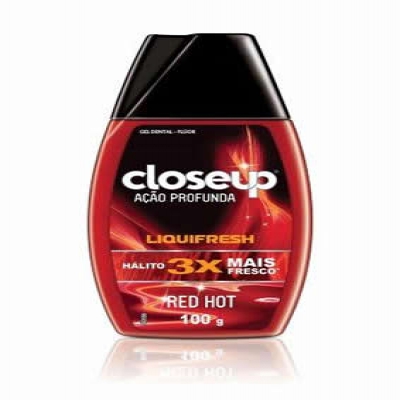 GEL DENTAL - FLÚOR
closeup
AÇÃO PROFUNDA
LIQUIFRESH
HÁLITO 3X MAIS FRESCO*
RED HOT
100 g